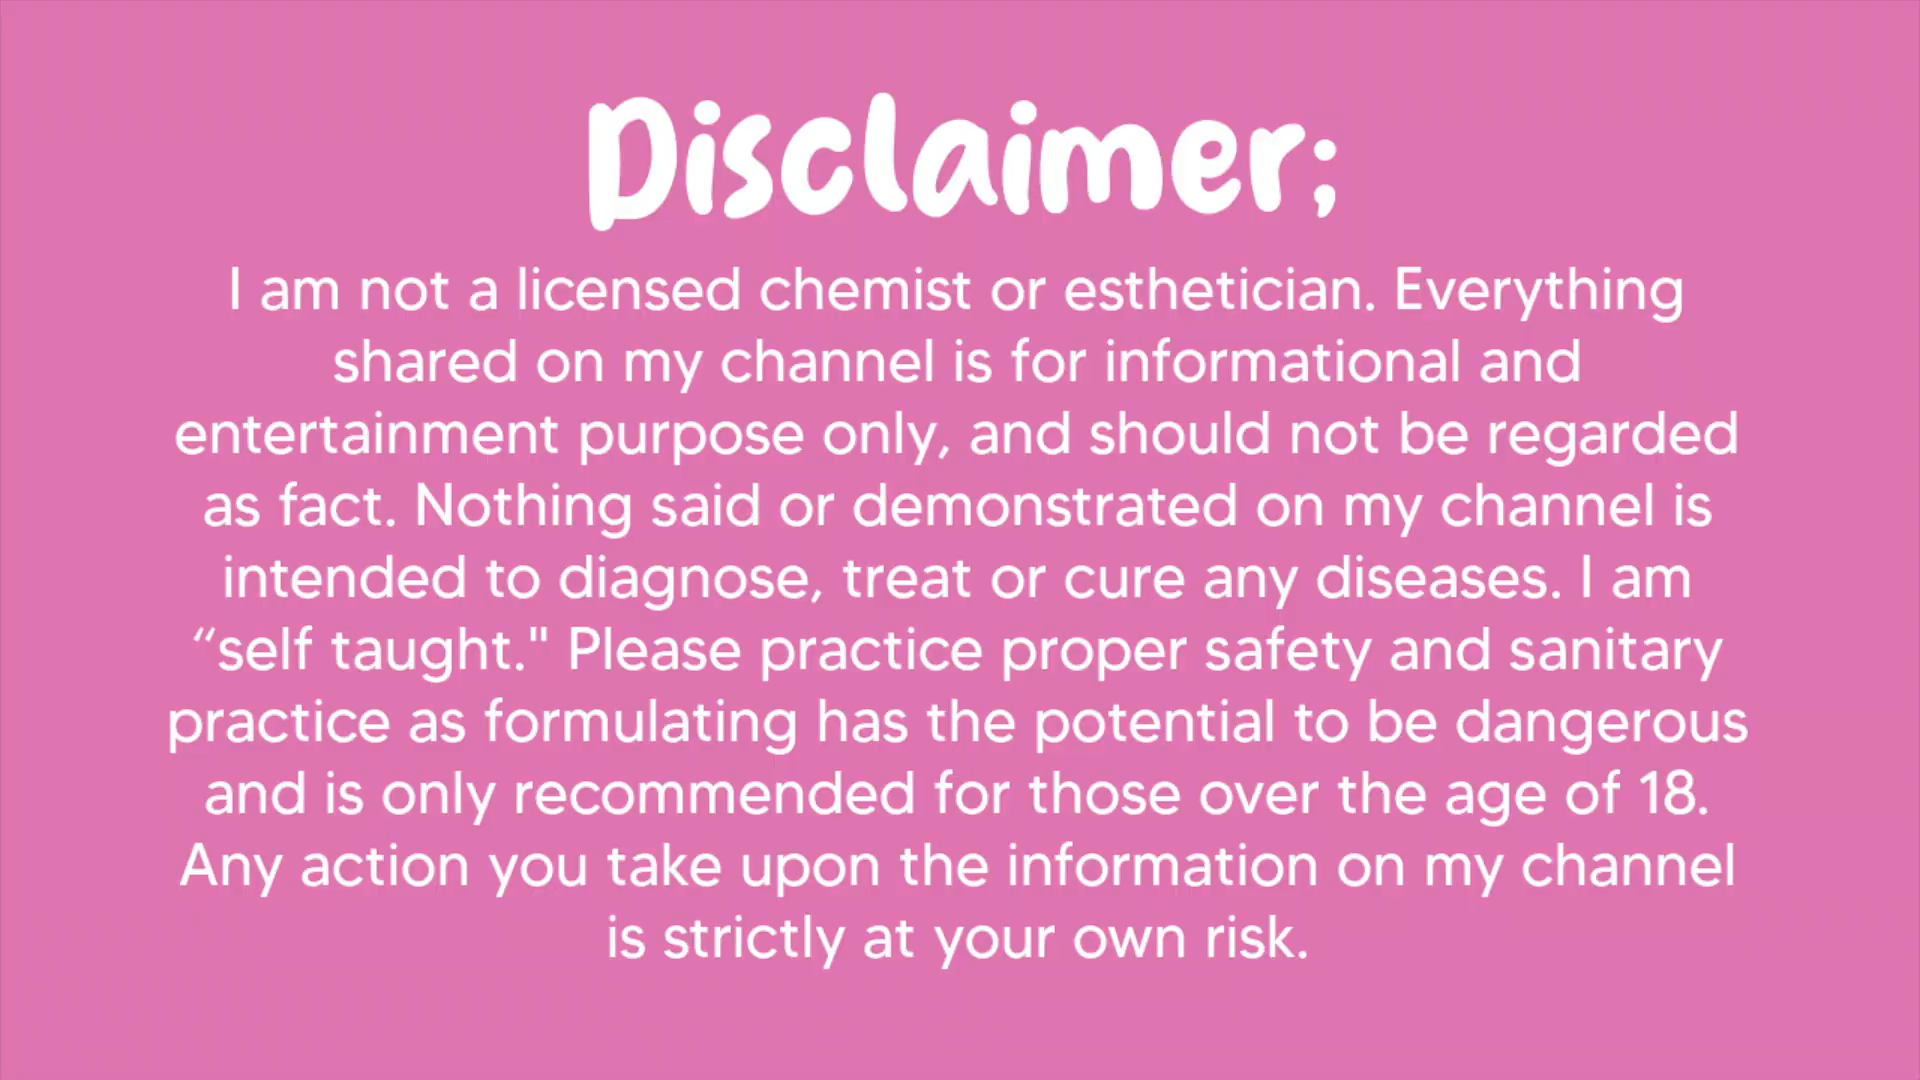 Disclaimer;
I am not a licensed chemist or esthetician. Everything
shared on my channel is for informational and
entertainment purpose only, and should not be regarded
as fact. Nothing said or demonstrated on my channel is
intended to diagnose, treat or cure any diseases. I am
“self taught." Please practice proper safety and sanitary
practice as formulating has the potential to be dangerous
and is only recommended for those over the age of 18.
Any action you take upon the information on my channel
is strictly at your own risk.